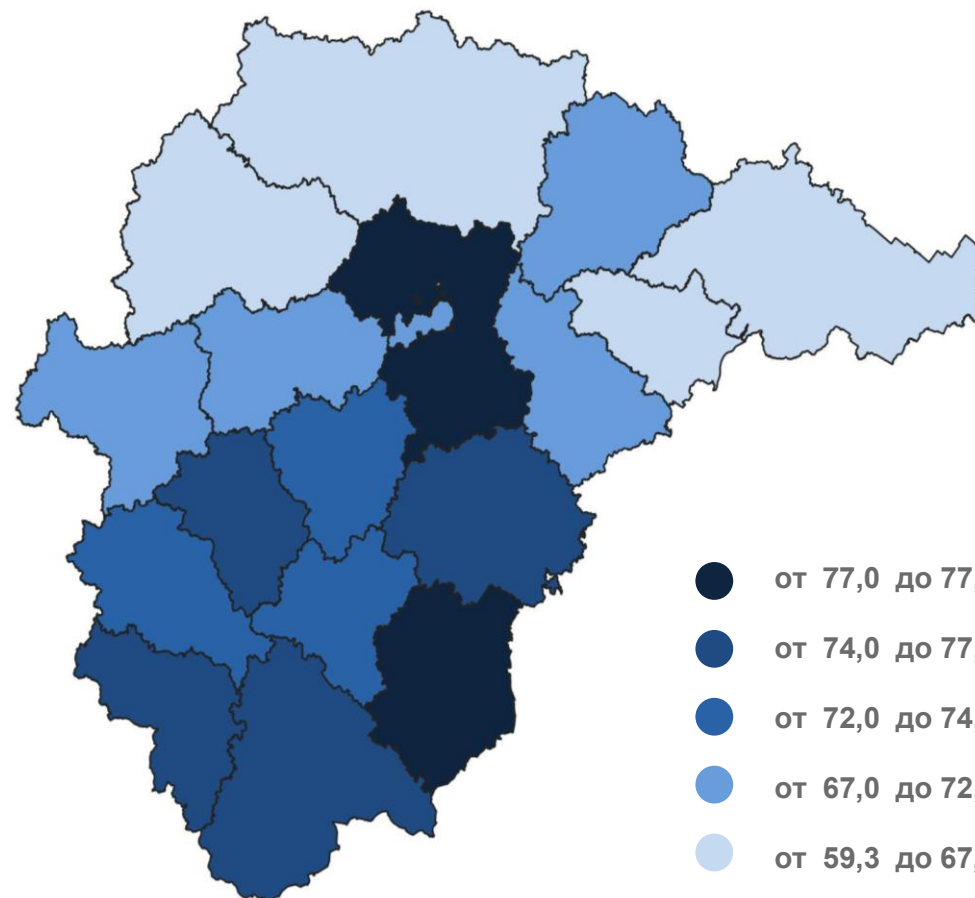 от 77,0 до 77,
от 74,0 до 77,
от 72,0 до 74,
от 67,0 до 72,
от 59,3 до 67,